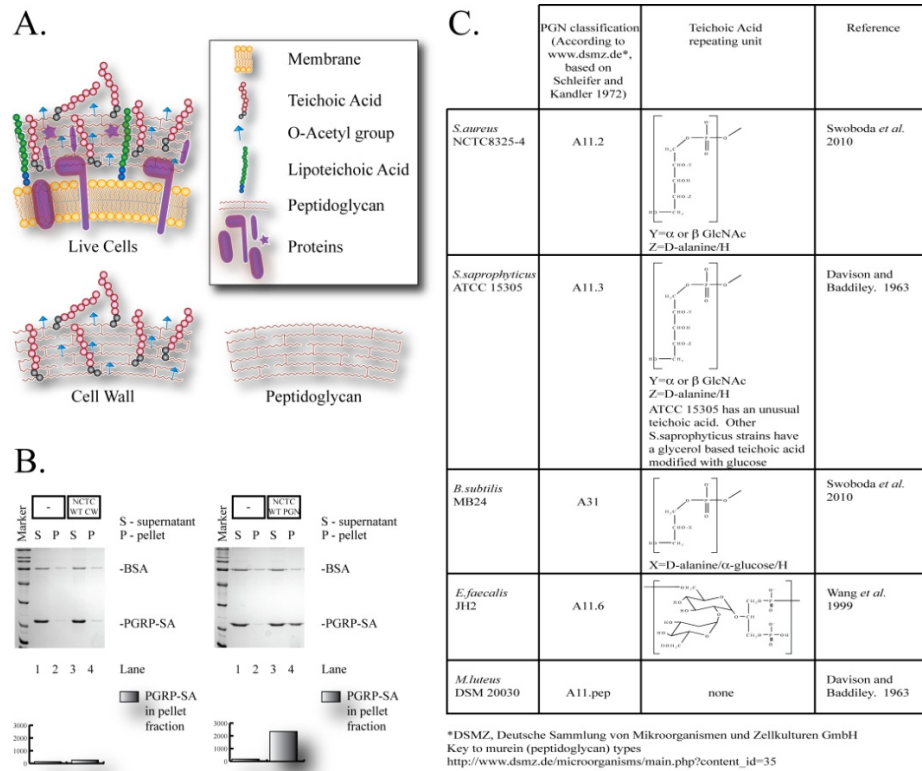 A.
Membrane
Teichoic Acid
O-Acetyl group
Lipoteichoic Acid
Peptidoglycan
Proteins
Live Cells
Cell Wall
Peptidoglycan
B.
Marker
-
NCTC
WT CW
S P S P
S - supernatant
P - pellet
-BSA
-PGRP-SA
1 2 3 4
Lane
PGRP-SA
in pellet
fraction
3000
2000
1000
0
Marker
-
NCTC
WT PGN
S P S P
S - supernatant
P - pellet
-BSA
-PGRP-SA
1 2 3 4
Lane
PGRP-SA
in pellet
fraction
3000
2000
1000
0
C.
PGN classification
(According to
www.dsmz.de*,
based on
Schleifer and
Kandler 1972)
Teichoic Acid
repeating unit
Reference
S.aureus
NCTC8325-4
A11.2
Y=α or β GlcNAc
Z=D-alanine/H
Swoboda et al.
2010
S.saprophyticus
ATCC 15305
A11.3
Y=α or β GlcNAc
Z=D-alanine/H
ATCC 15305 has an unusual
teichoic acid. Other
S.saprophyticus strains have
a glycerol based teichoic acid
modified with glucose
Davison and
Baddiley. 1963
B.subtilis
MB24
A31
X=D-alanine/α-glucose/H
Swoboda et al.
2010
E.faecalis
JH2
A11.6
Wang et al.
1999
M.luteus
DSM 20030
A11.pep
none
Davison and
Baddiley. 1963
*DSMZ, Deutsche Sammlung von Mikroorganismen und Zellkulturen GmbH
Key to murein (peptidoglycan) types
http://www.dsmz.de/microorganisms/main.php?content_id=35